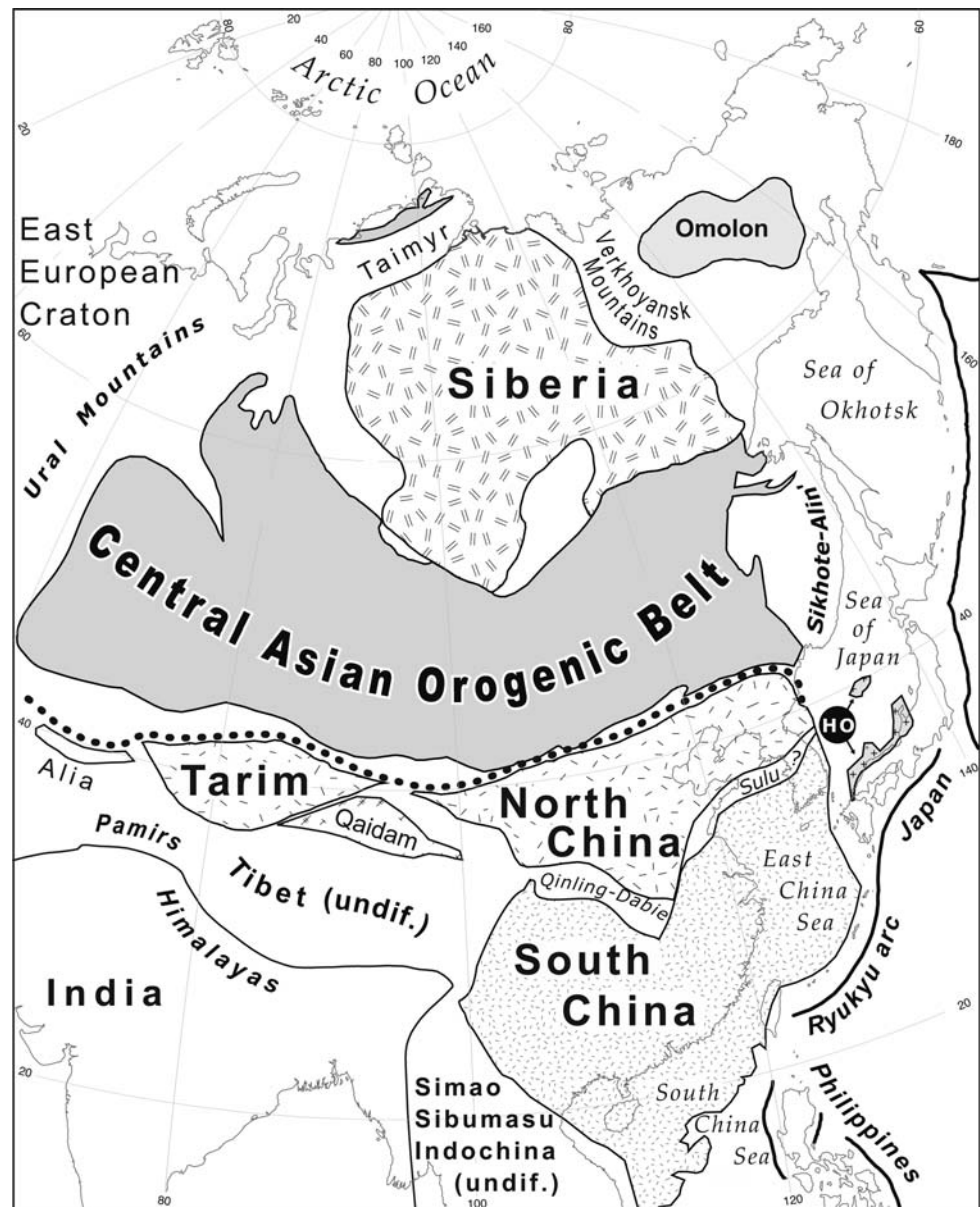 20
160
80
80
40
140
60
120
80
100
60
Arctic Ocean
20
180
Omolon
East
European
Craton
Taimyr
Verkhoyansk
Mountains
60
160
Ural Mountains
Siberia
Sea of
Okhotsk
Central Asian Orogenic Belt
Sikhote-Alin'
Sea
of
Japan
40
40
HO
140
Alia
Tarim
North
China
Sulu - ?
Japan
Qaidam
Pamirs
Tibet (undif.)
Qinling-Dabie
East
China
Sea
Himalayas
South
China
India
Ryukyu arc
20
20
Simao
Sibumasu
Indochina
(undif.)
South
China
Sea
Philippines
80
100
120